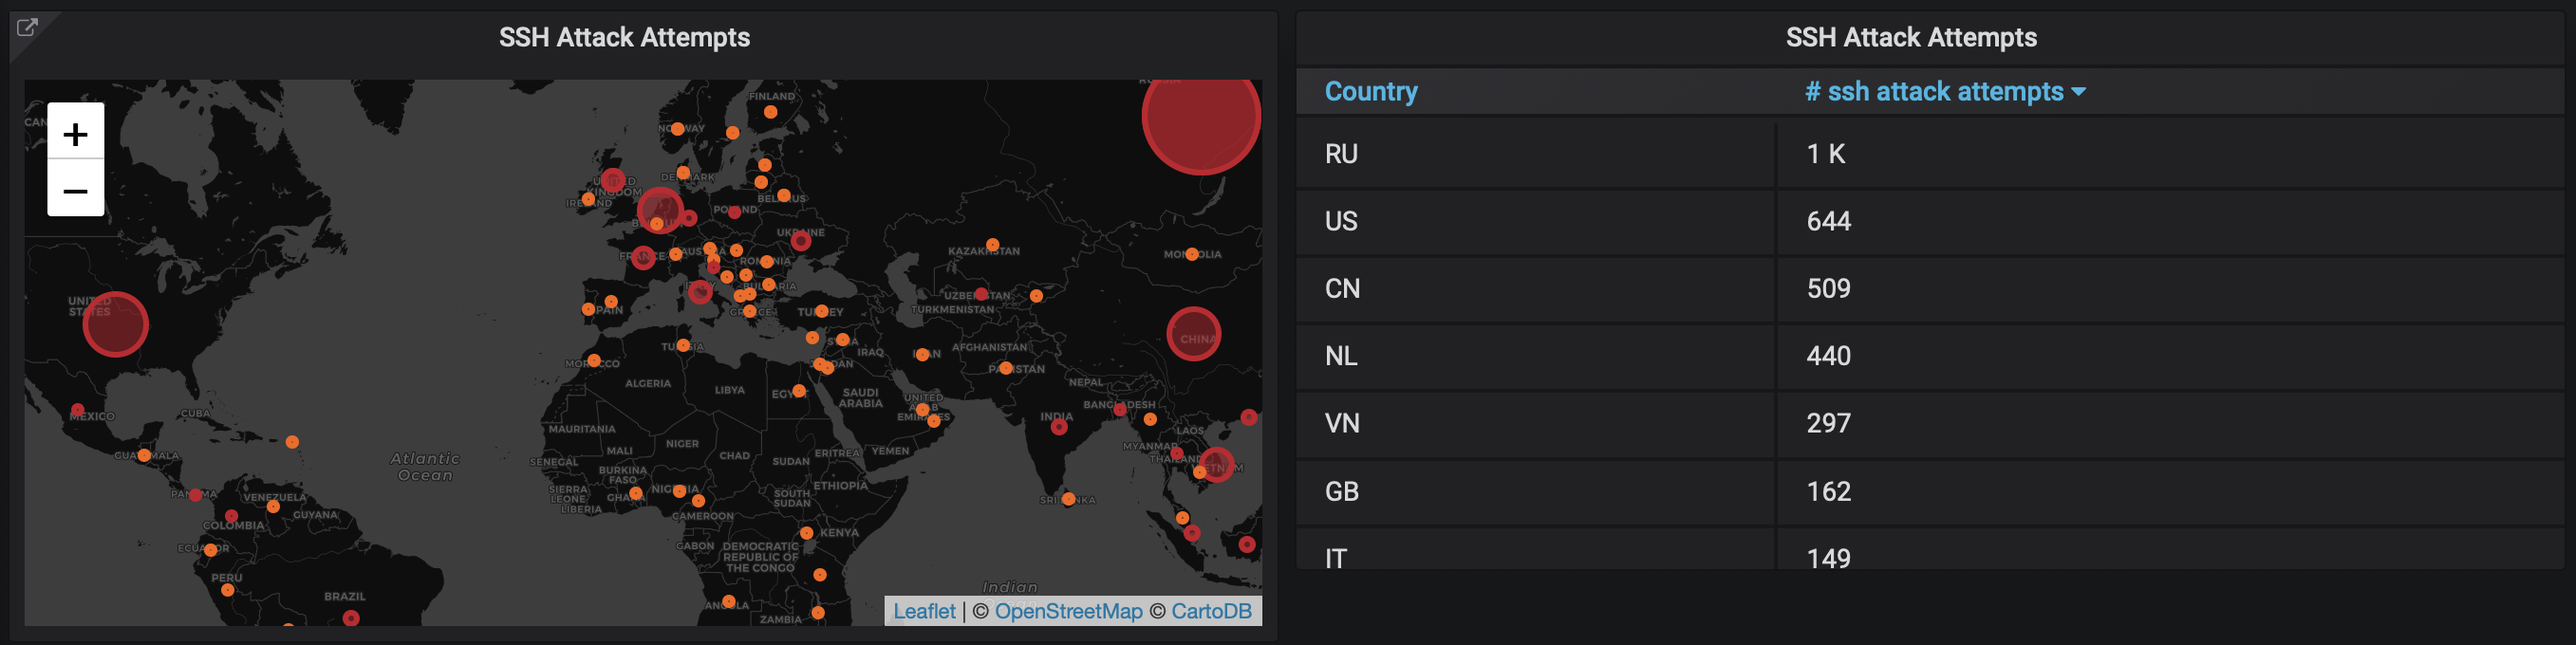 SSH Attack Attempts
+
−
FINLAND
NORWAY
DENMARK
UNITED
KINGDOM
IRELAND
BELARUS
POLAND
UKRAINE
FRANCE
AUSTRIA
ROMANIA
ITALY
BULGARIA
SPAIN
GREECE
TURKEY
KAZAKHSTAN
MONGOLIA
UZBEKISTAN
TURKMENISTAN
UNITED
STATES
CHINA
TUNISIA
SYRIA
IRAQ
IRAN
AFGHANISTAN
MOROCCO
JORDAN
PAKISTAN
ALGERIA
LIBYA
EGYPT
SAUDI
ARABIA
UNITED
ARAB
EMIRATES
NEPAL
BANGLADESH
INDIA
MEXICO
CUBA
MAURITANIA
MALI
NIGER
CHAD
SUDAN
ERITREA
YEMEN
MYANMAR
LAOS
THAILAND
VIETNAM
GUATEMALA
Atlantic
Ocean
SENEGAL
BURKINA
FASO
PANAMA
VENEZUELA
GUYANA
COLOMBIA
SIERRA
LEONE
LIBERIA
GHANA
NIGERIA
SOUTH
SUDAN
ETHIOPIA
SRI LANKA
CAMEROON
ECUADOR
GABON
DEMOCRATIC
REPUBLIC OF
THE CONGO
KENYA
PERU
BRAZIL
ANGOLA
ZAMBIA
Indian
Leaflet | © OpenStreetMap © CartoDB
SSH Attack Attempts
Country # ssh attack attempts
RU 1 K
US 644
CN 509
NL 440
VN 297
GB 162
IT 149